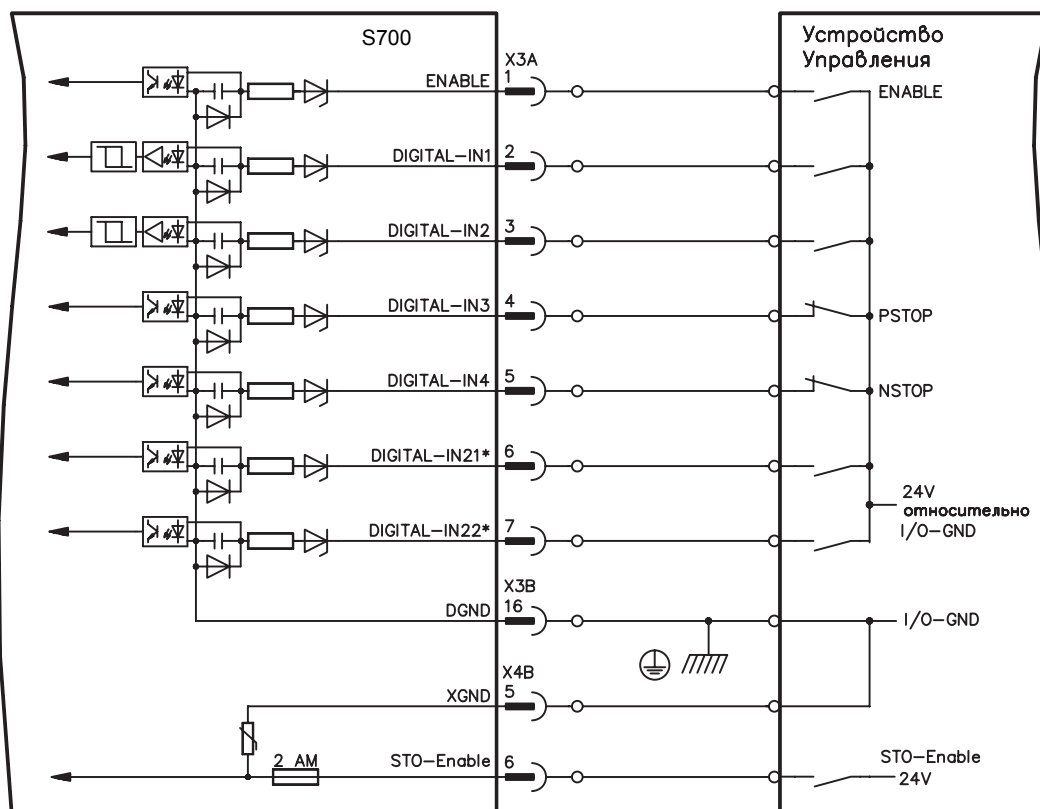 S700
Устройство
Управления
X3A
ENABLE 1 ENABLE
DIGITAL-IN1 2
DIGITAL-IN2 3
DIGITAL-IN3 4 PSTOP
DIGITAL-IN4 5 NSTOP
DIGITAL-IN21* 6
24V
относительно
I/O-GND
DIGITAL-IN22* 7
X3B
DGND 16 I/O-GND
X4B
XGND 5
2 AM STO-Enable 6 STO-Enable
24V